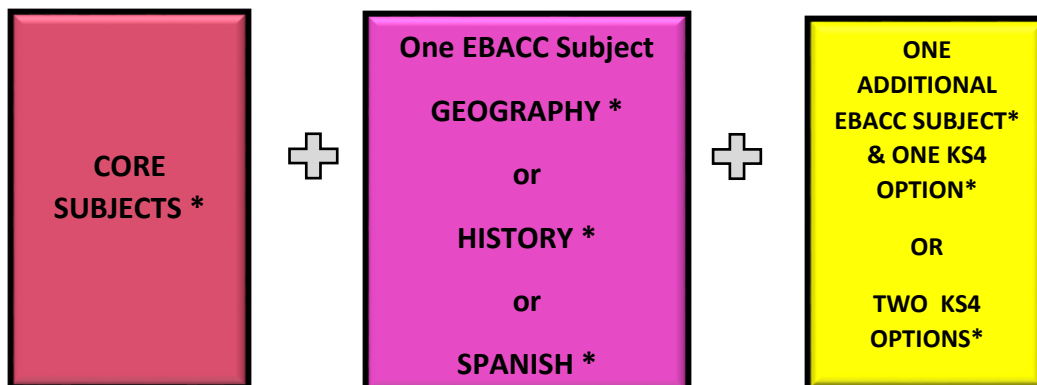 CORE
SUBJECTS *
One EBACC Subject
GEOGRAPHY *
or
HISTORY *
or
SPANISH *
ONE
ADDITIONAL
EBACC SUBJECT*
& ONE KS4
OPTION*
OR
TWO KS4
OPTIONS*